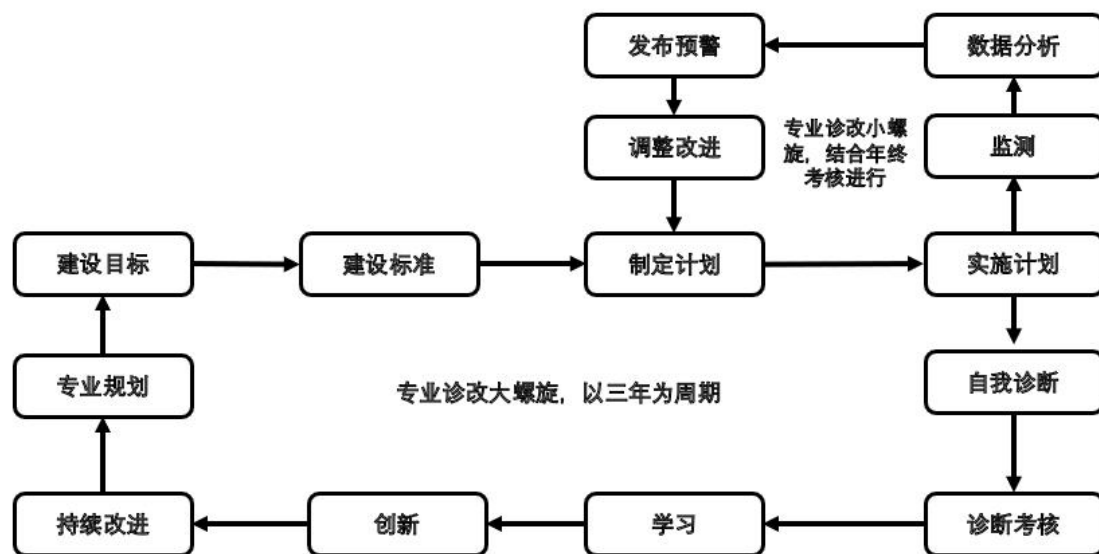 发布预警
数据分析
调整改进
专业诊改小螺
旋，结合年终
考核进行
监测
建设目标
建设标准
制定计划
实施计划
专业规划
专业诊改大螺旋，以三年为周期
自我诊断
持续改进
创新
学习
诊断考核